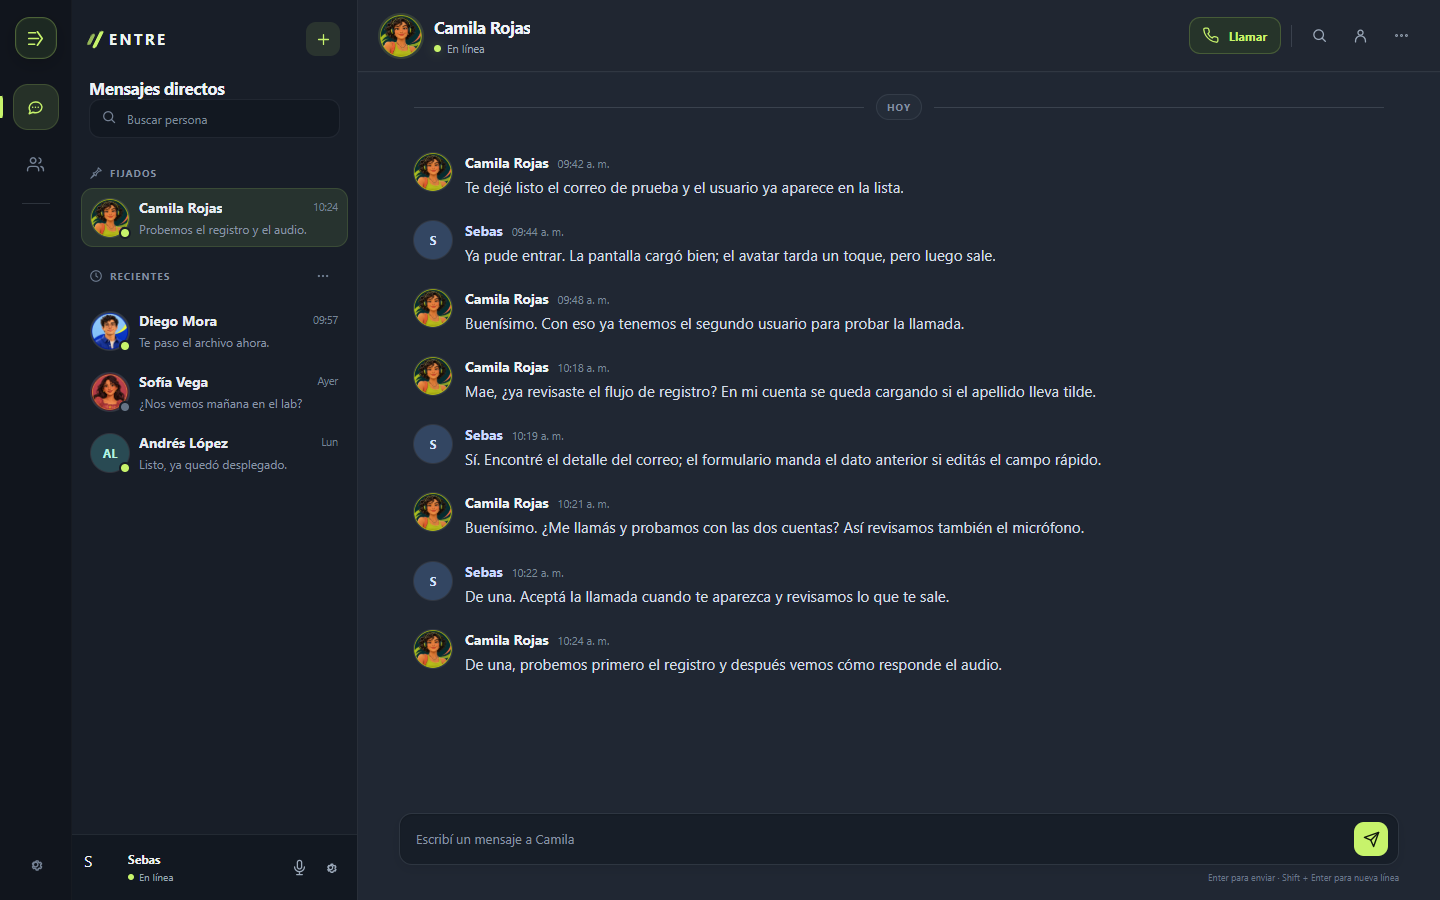 ENTRE
Mensajes directos
Buscar persona
FIJADOS
Camila Rojas 10:24
Probemos el registro y el audio.
RECIENTES
Diego Mora 09:57
Te paso el archivo ahora.
Sofía Vega Ayer
¿Nos vemos mañana en el lab?
AL
Andrés López Lun
Listo, ya quedó desplegado.
S
Sebas
En línea
Camila Rojas
En línea
Llamar
HOY
Camila Rojas 09:42 a. m.
Te dejé listo el correo de prueba y el usuario ya aparece en la lista.
S
Sebas 09:44 a. m.
Ya pude entrar. La pantalla cargó bien; el avatar tarda un toque, pero luego sale.
Camila Rojas 09:48 a. m.
Buenísimo. Con eso ya tenemos el segundo usuario para probar la llamada.
Camila Rojas 10:18 a. m.
Mae, ¿ya revisaste el flujo de registro? En mi cuenta se queda cargando si el apellido lleva tilde.
S
Sebas 10:19 a. m.
Sí. Encontré el detalle del correo; el formulario manda el dato anterior si editás el campo rápido.
Camila Rojas 10:21 a. m.
Buenísimo. ¿Me llamás y probamos con las dos cuentas? Así revisamos también el micrófono.
S
Sebas 10:22 a. m.
De una. Aceptá la llamada cuando te aparezca y revisamos lo que te sale.
Camila Rojas 10:24 a. m.
De una, probemos primero el registro y después vemos cómo responde el audio.
Escribí un mensaje a Camila
Enter para enviar · Shift + Enter para nueva línea